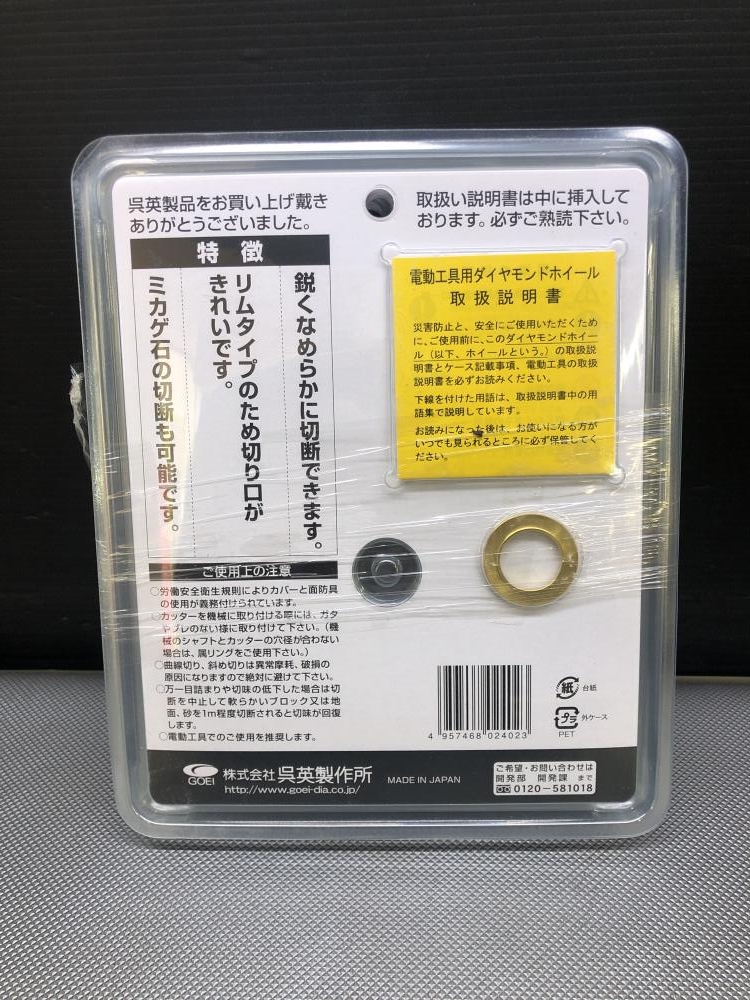 呉英製品をお買い上げ戴き
ありがとうございました。
取扱い説明書は中に挿入して
おります。必ずご熟読下さい。
特徴
鋭くなめらかに切断できます。
リムタイプのため切り口が
きれいです。
ミカゲ石の切断も可能です。
電動工具用ダイヤモンドホイール
取扱説明書
災害防止と、安全にご使用いただくため
に、ご使用前に、このダイヤモンドホイー
ル（以下、ホイールという。）の取扱説
明書とケース記載事項、電動工具の取扱
説明書を必ずお読みください。
下線を付けた用語は、取扱説明書中の用
語集で説明しています。
お読みになった後は、お使いになる方が
いつでも見られるところに必ず保管してく
ださい。
ご使用上の注意
○労働安全衛生規則によりカバーと面防具
の使用が義務付けられています。
○カッターを機械に取り付ける際には、ガタ
やブレのない様に取り付けて下さい。（機
械のシャフトとカッターの穴径が合わない
場合は、属リングをご使用下さい。）
○曲線切り、斜め切りは異常摩耗、破損の
原因になりますので絶対に避けて下さい。
○万一目詰まりや切味の低下した場合は切
断を中止して軟らかいブロック又は地
面、砂を1m程度切断されると切味が回復
します。
○電動工具でのご使用を推奨します。
4 957468 024023
紙 台紙
プラ 外ケース
PET
GOEI 株式会社 呉英製作所
http://www.goei-dia.co.jp/
MADE IN JAPAN
ご希望・お問い合わせは
開発部 開発課 まで
0120-581018